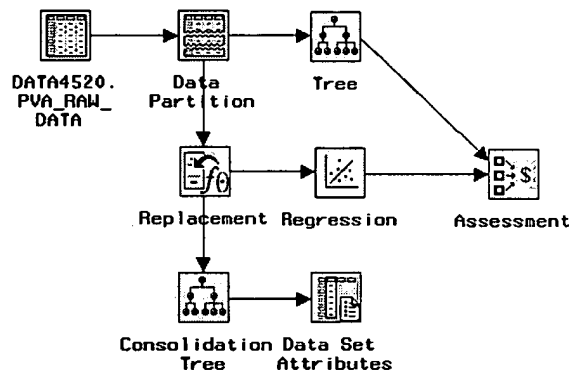 DATA4520.
PVA_RAW_
DATA
Data
Partition
Tree
Replacement
Regression
Assessment
Consolidation
Tree
Data Set
Attributes